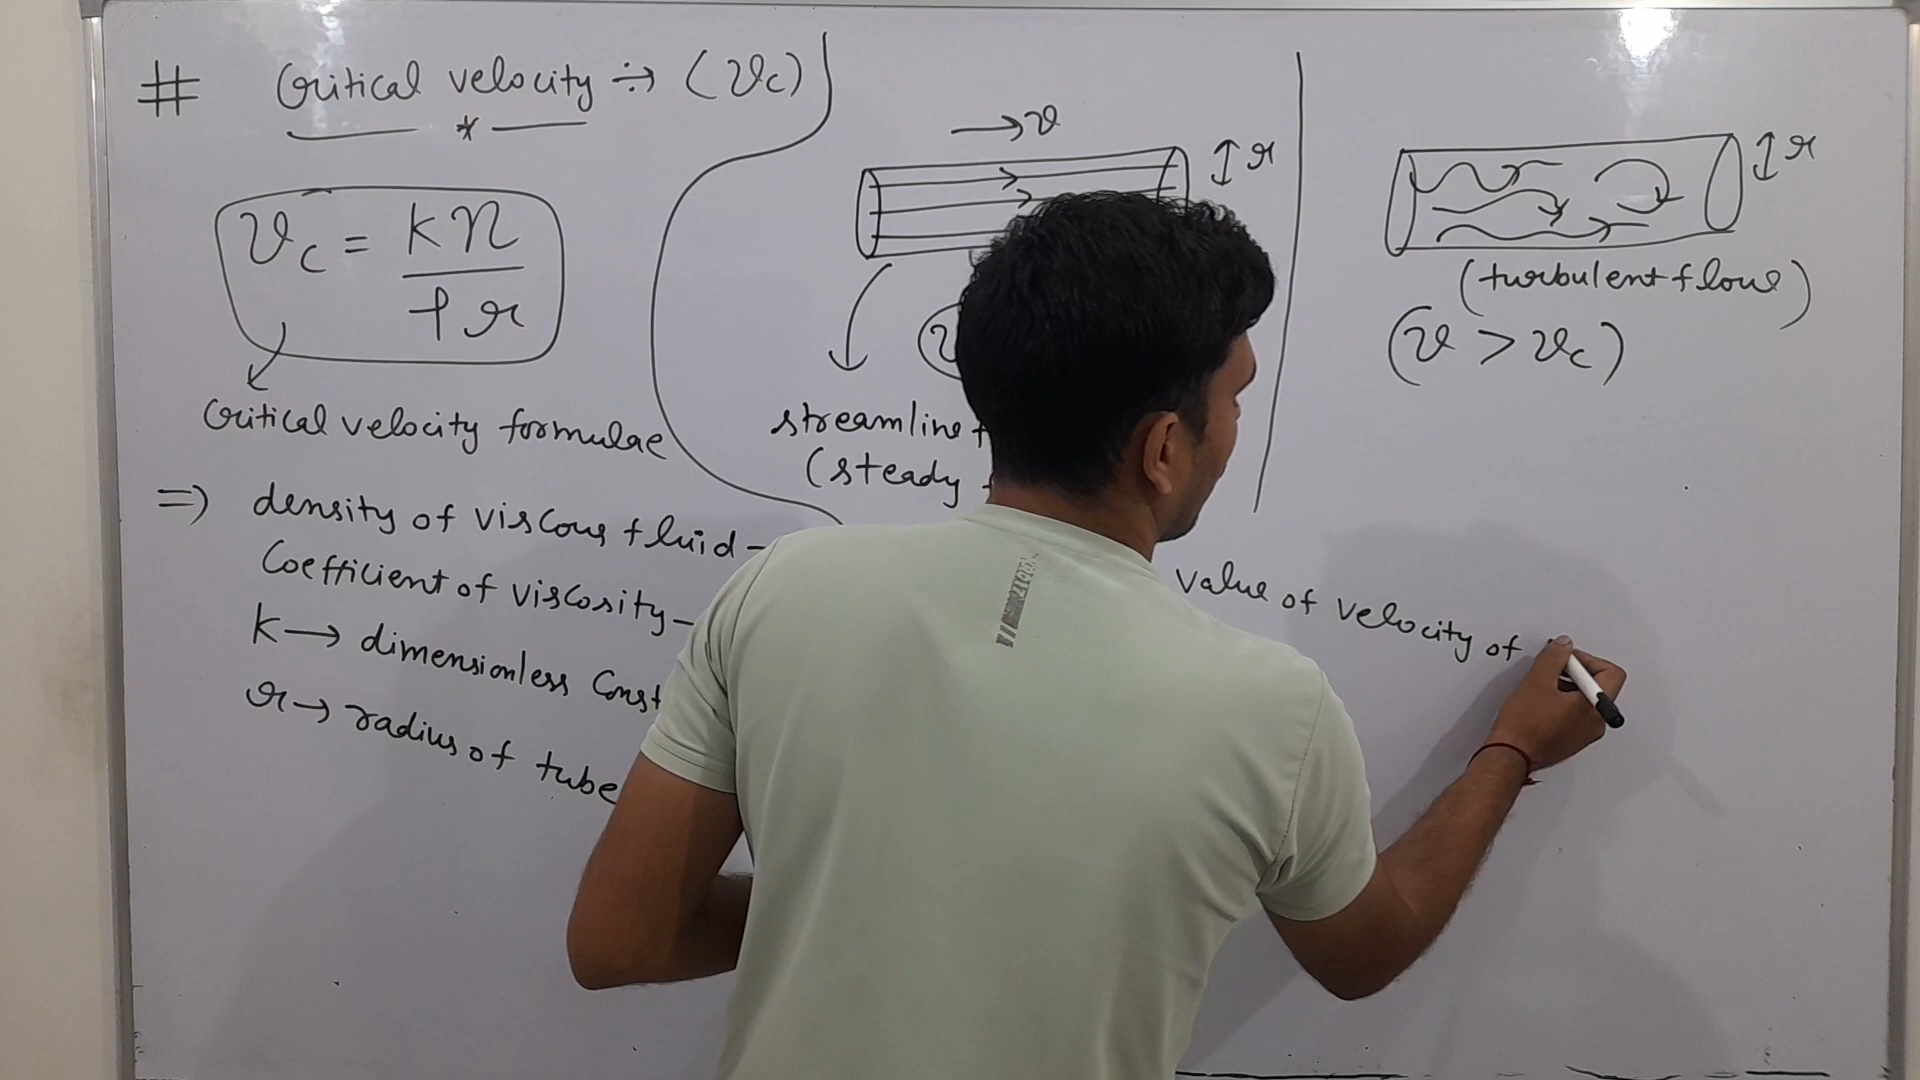 # Critical velocity ÷→ (vc)
*
vc = kη / ρr
Critical velocity formulae
=) density of viscous fluid –
Coefficient of viscosity –
k → dimensionless Const
r → radius of tube
→ v
↕ r
streamline f
(steady
↕ r
(turbulent flow)
(v > vc)
value of velocity of